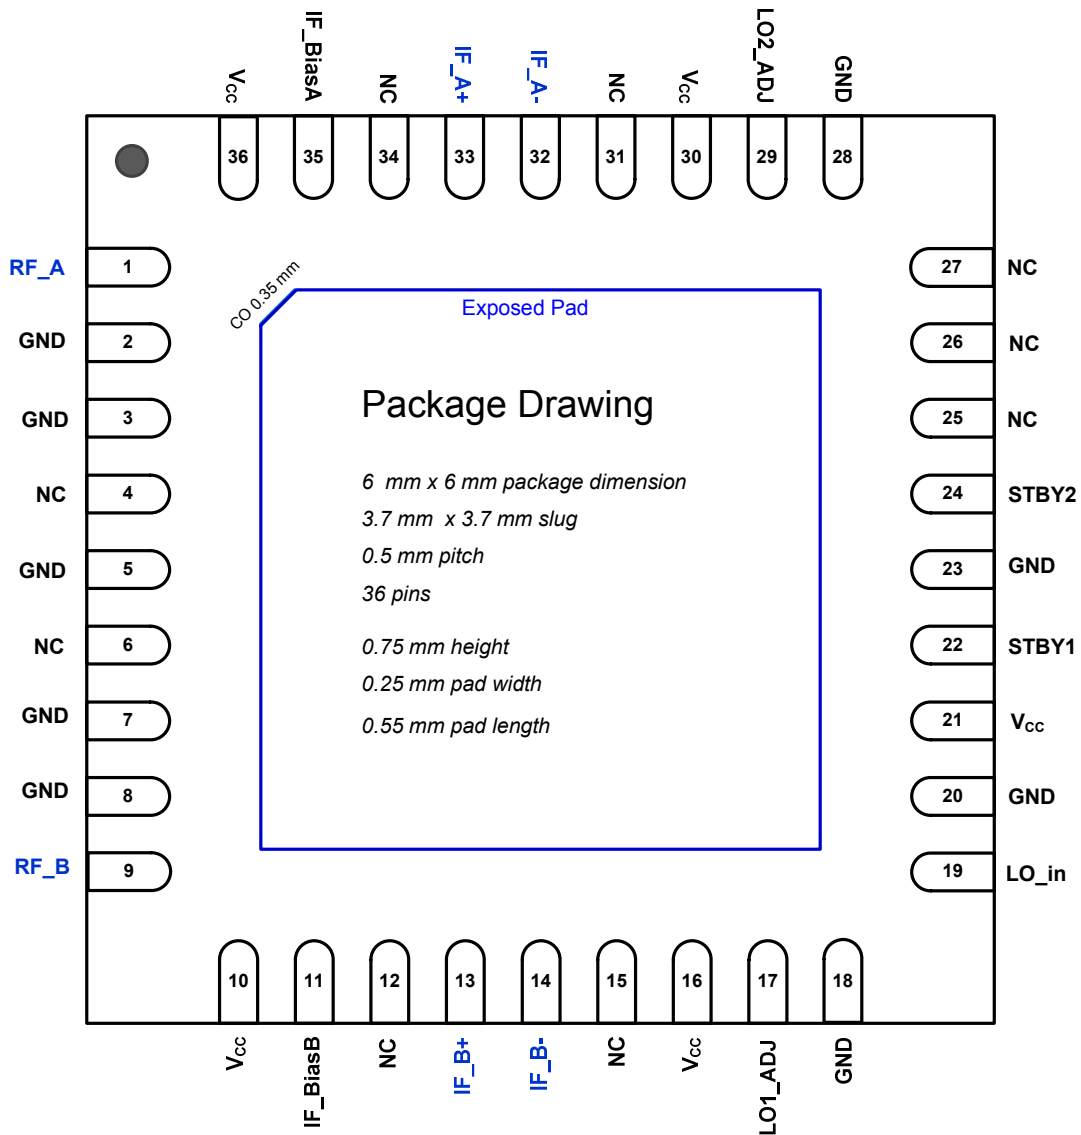 V_CC
IF_BiasA
NC
IF_A+
IF_A-
NC
V_CC
LO2_ADJ
GND
36
35
34
33
32
31
30
29
28
RF_A
1
GND
2
GND
3
NC
4
GND
5
NC
6
GND
7
GND
8
RF_B
9
CO 0.35 mm
Exposed Pad
Package Drawing
6 mm x 6 mm package dimension
3.7 mm x 3.7 mm slug
0.5 mm pitch
36 pins
0.75 mm height
0.25 mm pad width
0.55 mm pad length
27
NC
26
NC
25
NC
24
STBY2
23
GND
22
STBY1
21
V_CC
20
GND
19
LO_in
10
11
12
13
14
15
16
17
18
V_CC
IF_BiasB
NC
IF_B+
IF_B-
NC
V_CC
LO1_ADJ
GND